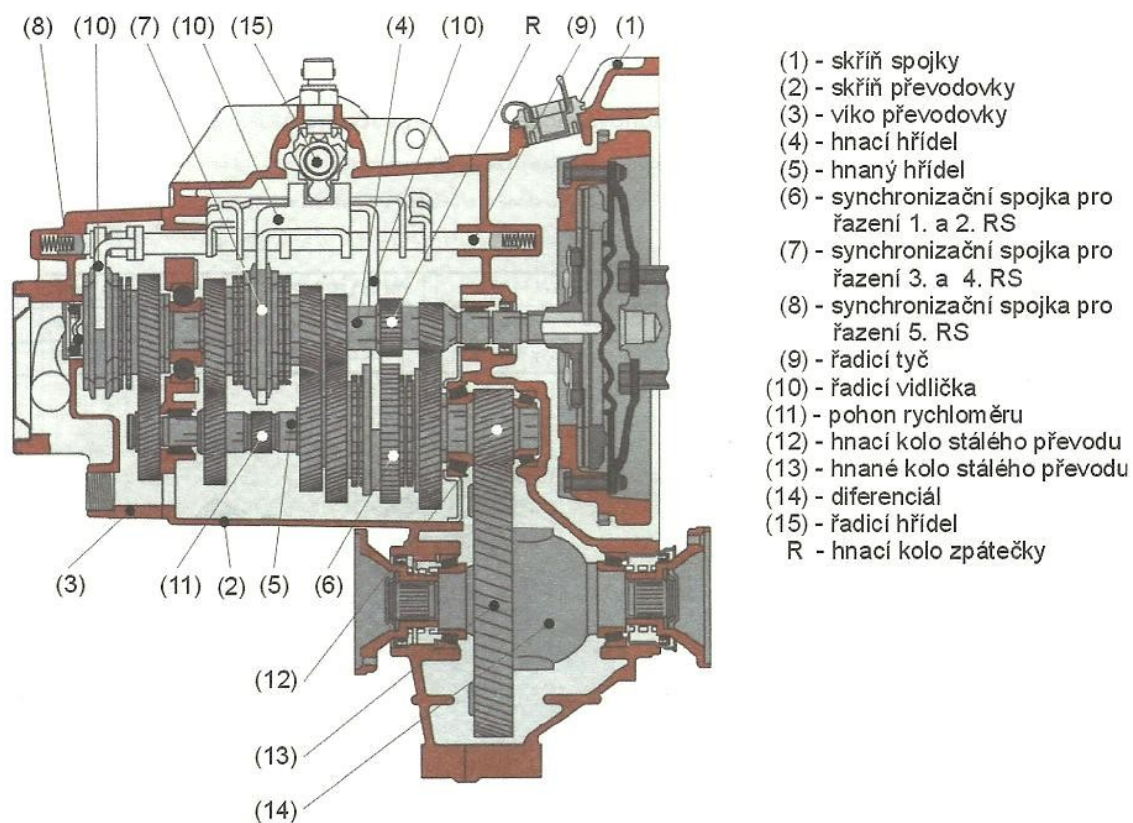 (8) (10) (7) (10) (15) (4) (10) R (9) (1)
(1) - skříň spojky
(2) - skříň převodovky
(3) - víko převodovky
(4) - hnací hřídel
(5) - hnaný hřídel
(6) - synchronizační spojka pro
řazení 1. a 2. RS
(7) - synchronizační spojka pro
řazení 3. a 4. RS
(8) - synchronizační spojka pro
řazení 5. RS
(9) - řadicí tyč
(10) - řadicí vidlička
(11) - pohon rychloměru
(12) - hnací kolo stálého převodu
(13) - hnané kolo stálého převodu
(14) - diferenciál
(15) - řadicí hřídel
R - hnací kolo zpátečky
(3) (11) (2) (5) (6)
(12)
(13)
(14)